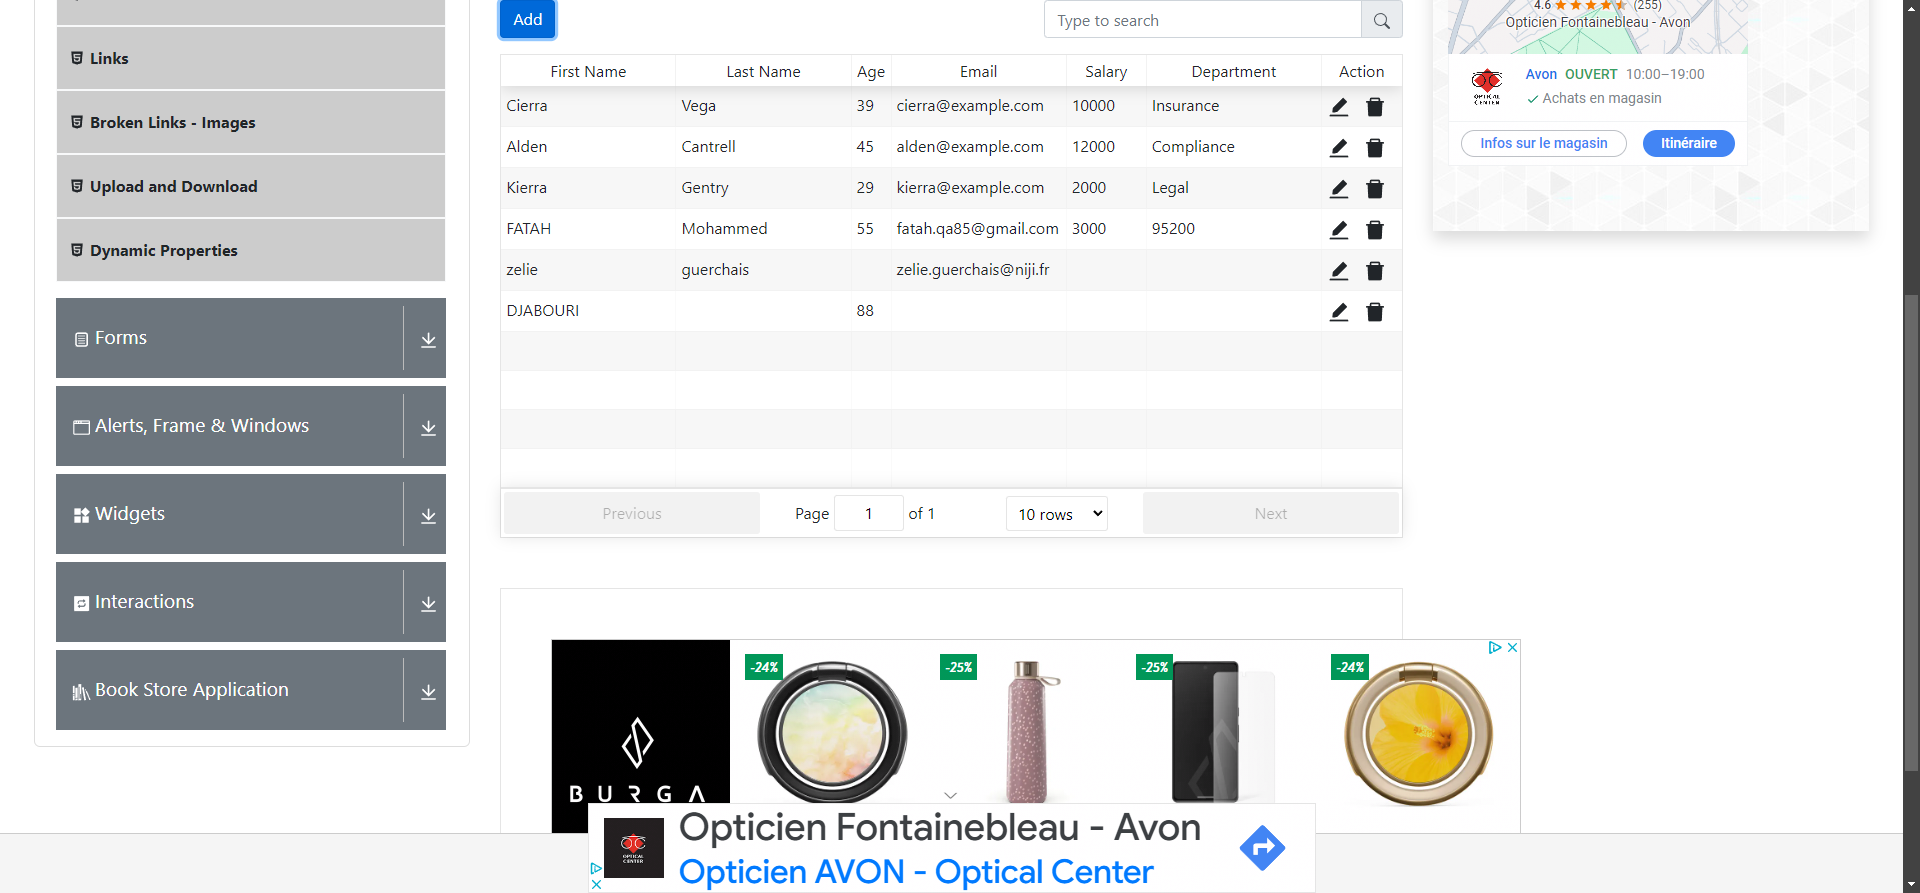 Links
Broken Links - Images
Upload and Download
Dynamic Properties
Forms
Alerts, Frame & Windows
Widgets
Interactions
Book Store Application
Add
Type to search
First Name Last Name Age Email Salary Department Action
Cierra Vega 39 cierra@example.com 10000 Insurance
Alden Cantrell 45 alden@example.com 12000 Compliance
Kierra Gentry 29 kierra@example.com 2000 Legal
FATAH Mohammed 55 fatah.qa85@gmail.com 3000 95200
zelie guerchais zelie.guerchais@niji.fr
DJABOURI 88
Previous Page 1 of 1 10 rows Next
4.6 (255)
Opticien Fontainebleau - Avon
OPTICAL
CENTER
Avon OUVERT 10:00–19:00
Achats en magasin
Infos sur le magasin Itinéraire
-24% -25% -25% -24%
BURGA
OPTICAL
CENTER
Opticien Fontainebleau - Avon
Opticien AVON - Optical Center